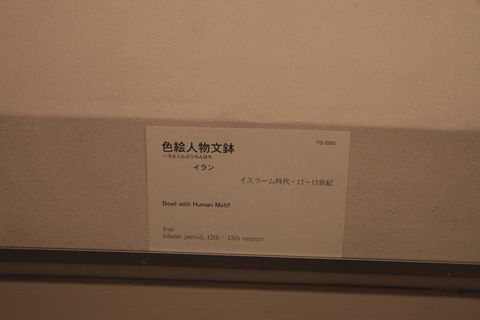 色絵人物文鉢
いろえじんぶつもんばち
TG-2353
イラン
イスラーム時代・12～13世紀
Bowl with Human Motif
Iran
Islamic period, 12th - 13th century